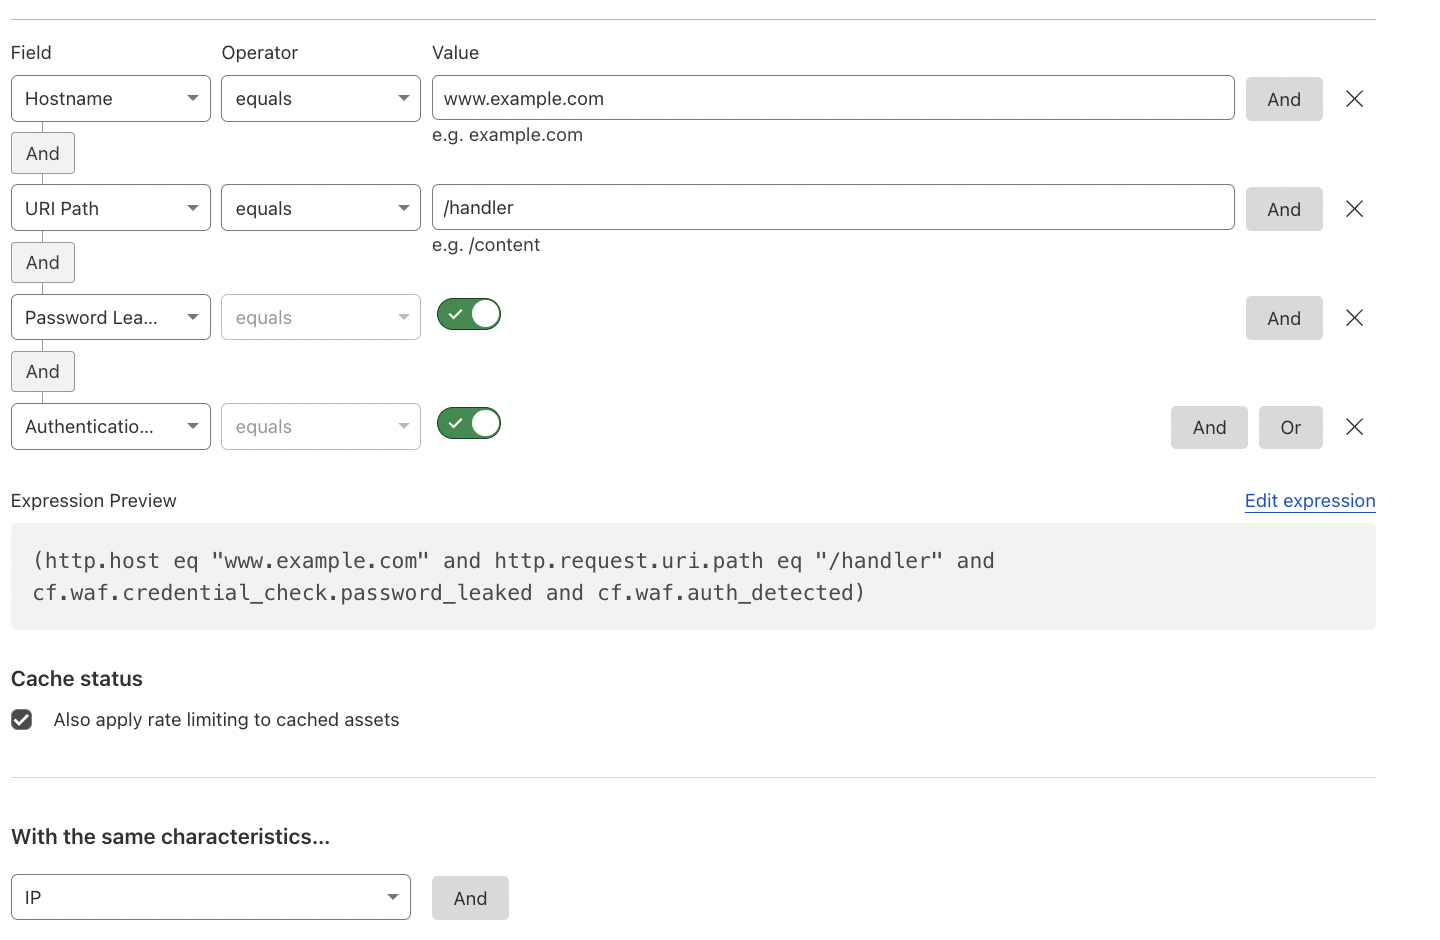 Field Operator Value
Hostname equals www.example.com And
e.g. example.com
And
URI Path equals /handler And
e.g. /content
And
Password Lea... equals And
And
Authenticatio... equals And Or
Expression Preview Edit expression
(http.host eq "www.example.com" and http.request.uri.path eq "/handler" and
cf.waf.credential_check.password_leaked and cf.waf.auth_detected)
Cache status
Also apply rate limiting to cached assets
With the same characteristics...
IP And